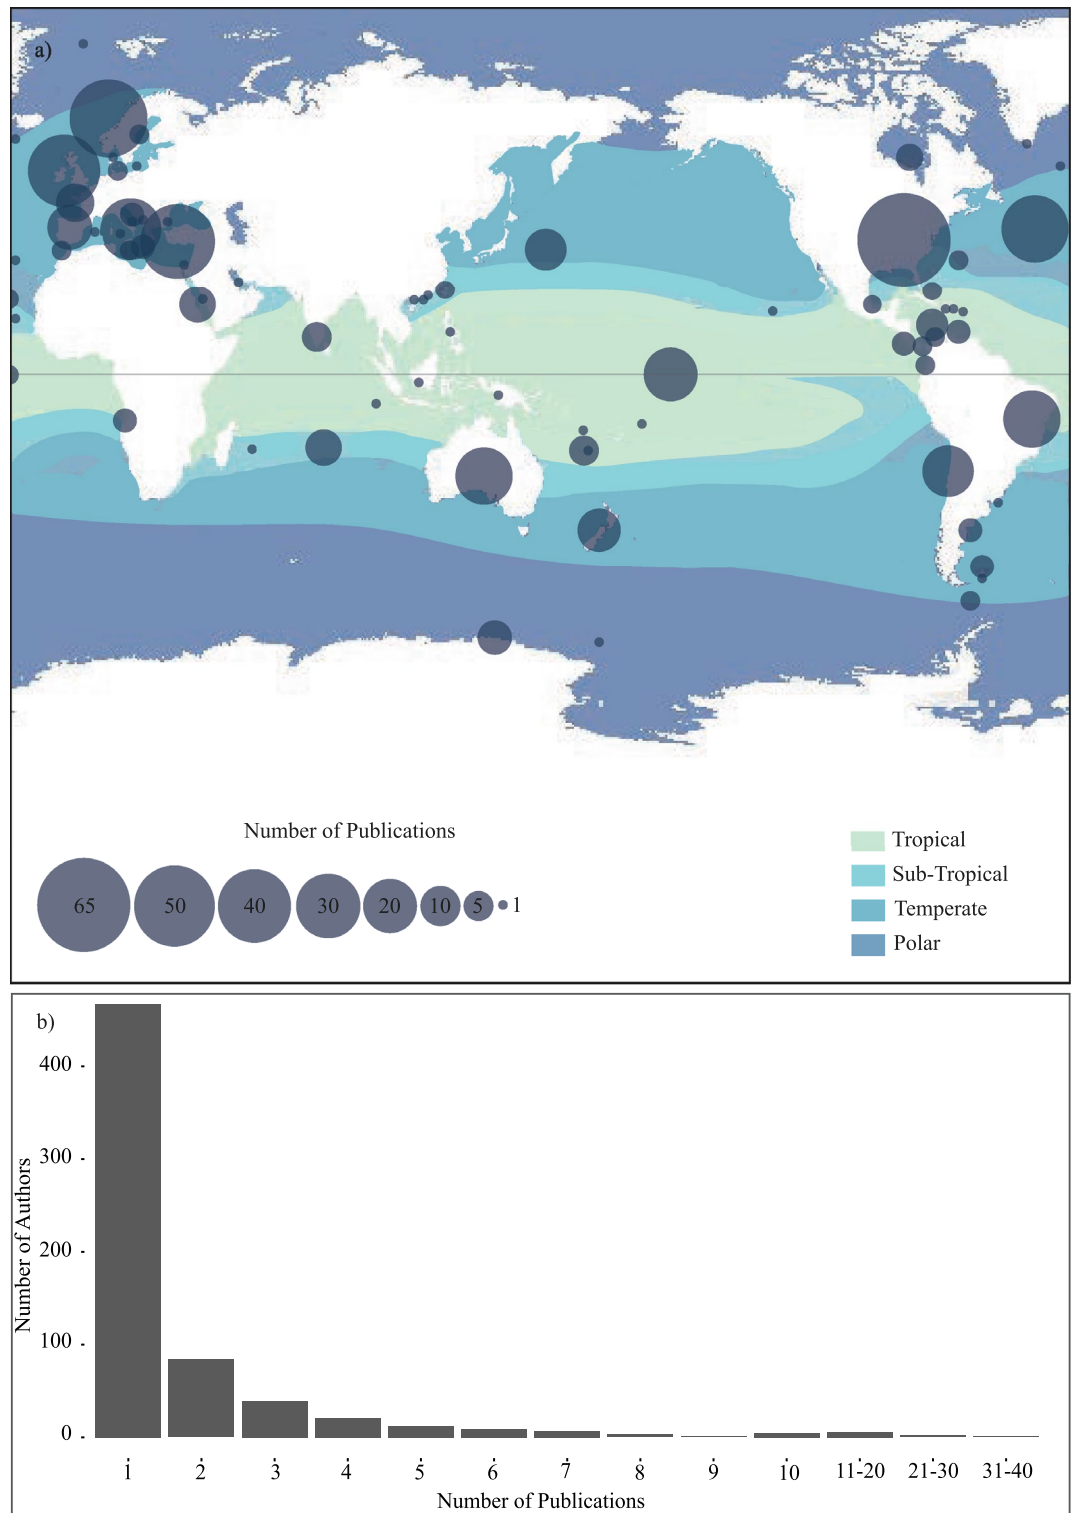 a)
Number of Publications
65 50 40 30 20 10 5 1
Tropical
Sub-Tropical
Temperate
Polar
b)
Number of Authors
400
300
200
100
0
1 2 3 4 5 6 7 8 9 10 11-20 21-30 31-40
Number of Publications